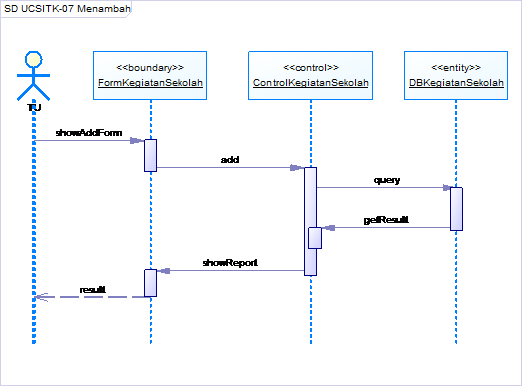 SD UCSITK-07 Menambah
<<boundary>>
FormKegiatanSekolah
<<control>>
ControlKegiatanSekolah
<<entity>>
DBKegiatanSekolah
TU
showAddForm
add
query
getResult
showReport
result